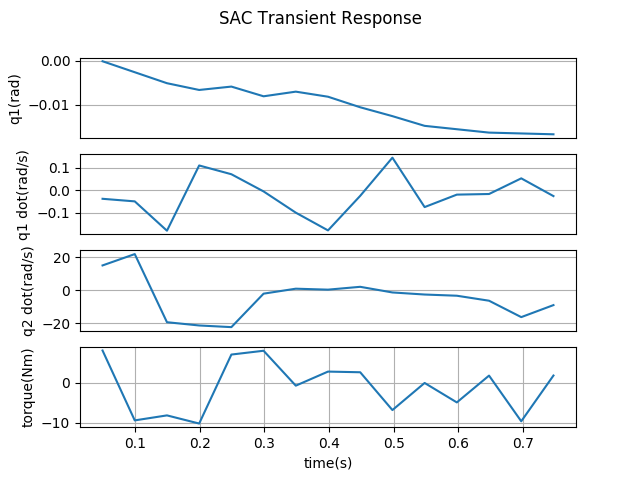 SAC Transient Response
0.00
−0.01
q1(rad)
0.1
0.0
−0.1
q1 dot(rad/s)
20
0
−20
q2 dot(rad/s)
0
−10
torque(Nm)
0.1 0.2 0.3 0.4 0.5 0.6 0.7
time(s)